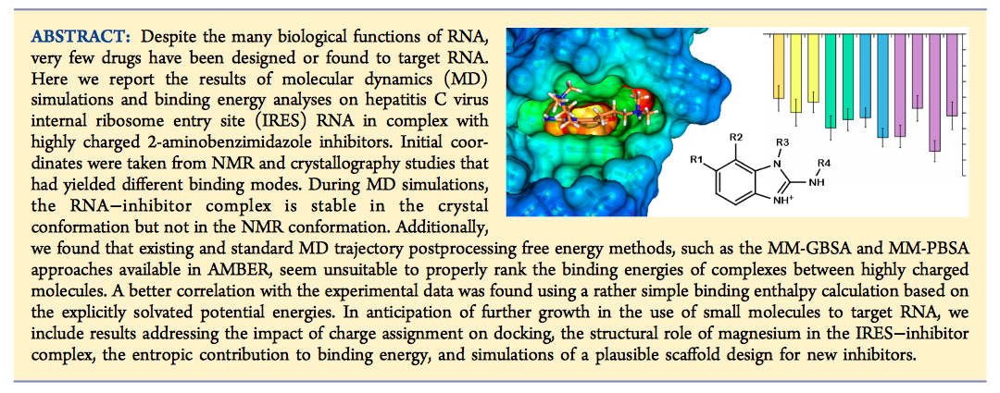 ABSTRACT: Despite the many biological functions of RNA,
very few drugs have been designed or found to target RNA.
Here we report the results of molecular dynamics (MD)
simulations and binding energy analyses on hepatitis C virus
internal ribosome entry site (IRES) RNA in complex with
highly charged 2-aminobenzimidazole inhibitors. Initial coor-
dinates were taken from NMR and crystallography studies that
had yielded different binding modes. During MD simulations,
the RNA−inhibitor complex is stable in the crystal
conformation but not in the NMR conformation. Additionally,
we found that existing and standard MD trajectory postprocessing free energy methods, such as the MM-GBSA and MM-PBSA
approaches available in AMBER, seem unsuitable to properly rank the binding energies of complexes between highly charged
molecules. A better correlation with the experimental data was found using a rather simple binding enthalpy calculation based on
the explicitly solvated potential energies. In anticipation of further growth in the use of small molecules to target RNA, we
include results addressing the impact of charge assignment on docking, the structural role of magnesium in the IRES−inhibitor
complex, the entropic contribution to binding energy, and simulations of a plausible scaffold design for new inhibitors.
R2
R3
R1
R4
N
NH
NH+